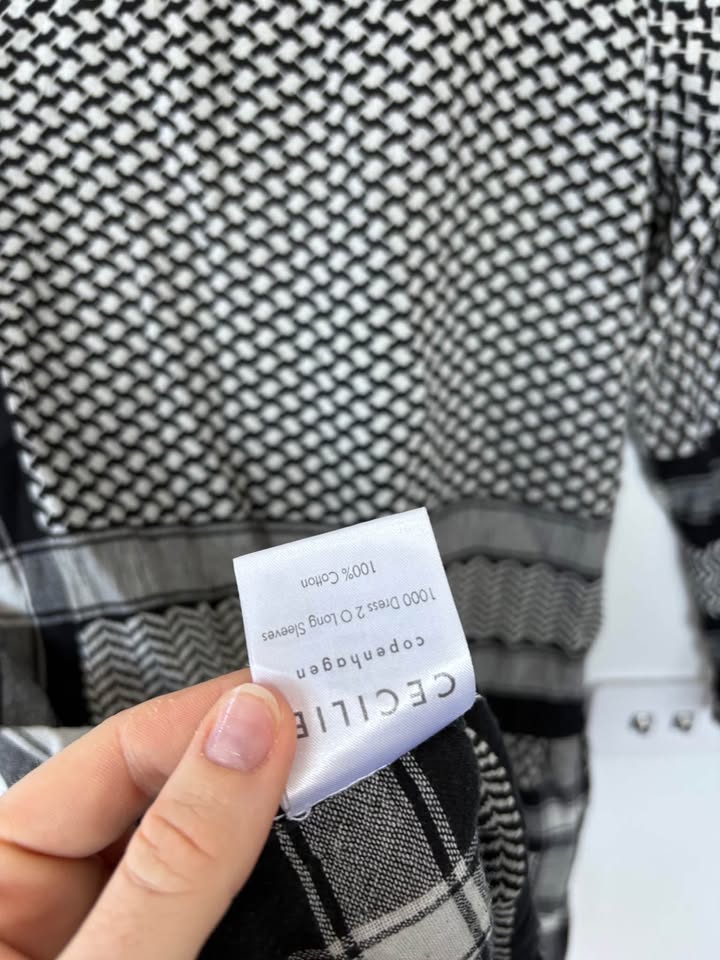 CECILIE
copenhagen
1000 Dress 2 O Long Sleeves
100% Cotton